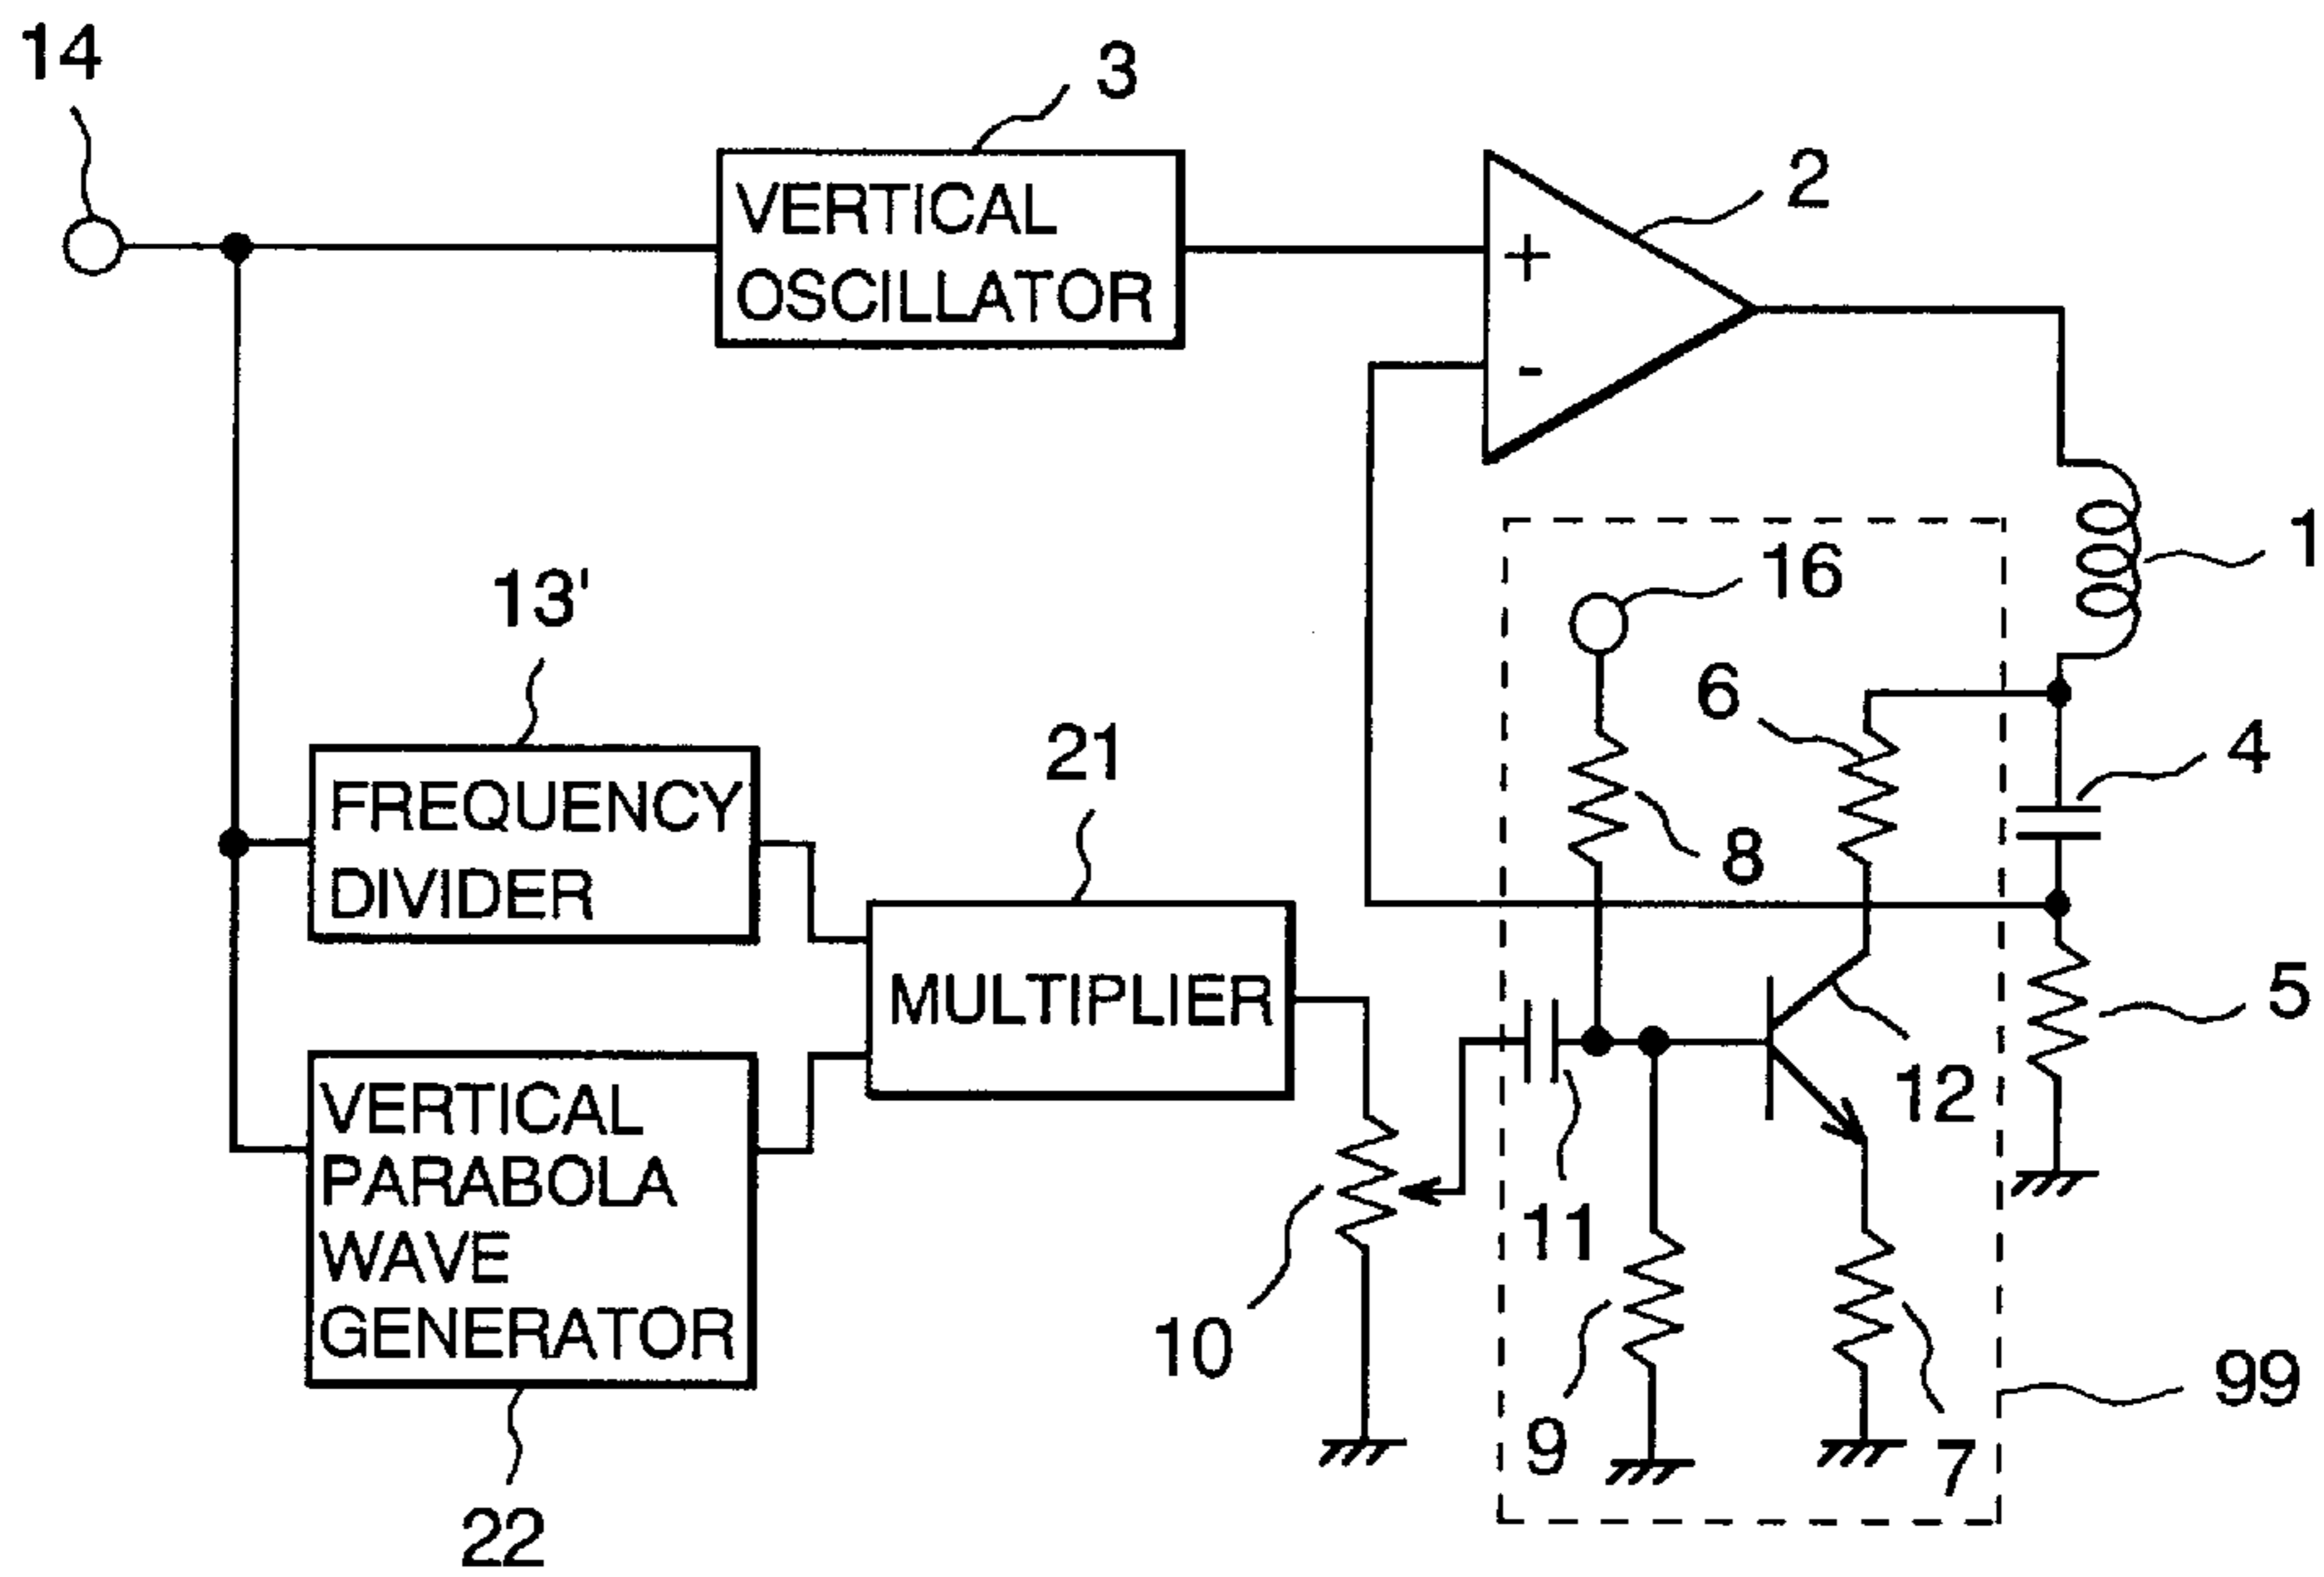 14
3
VERTICAL
OSCILLATOR
2
+
-
1
16
6
4
13'
FREQUENCY
DIVIDER
21
8
MULTIPLIER
5
12
VERTICAL
PARABOLA
WAVE
GENERATOR
11
10
9
7
99
22